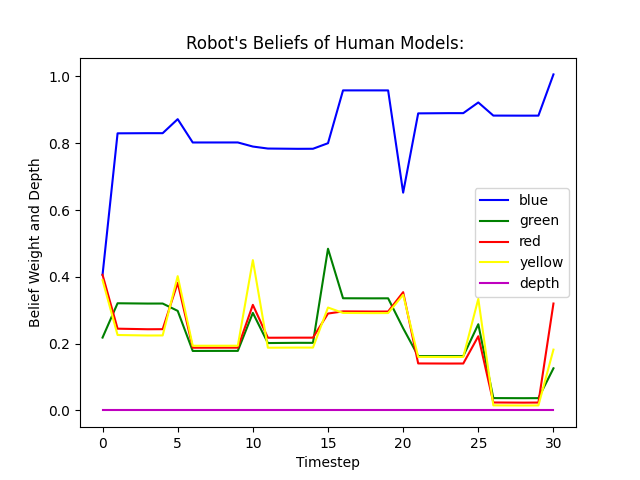 Robot's Beliefs of Human Models:
1.0
0.8
0.6
0.4
0.2
0.0
Belief Weight and Depth
blue
green
red
yellow
depth
0 5 10 15 20 25 30
Timestep